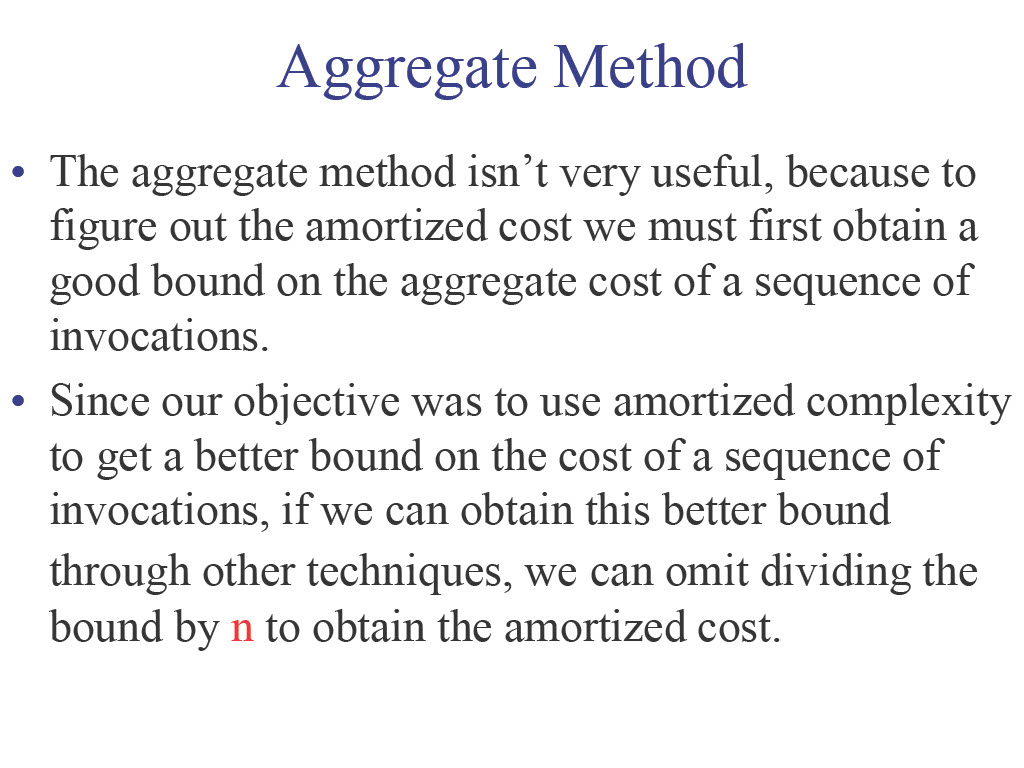 Aggregate Method
• The aggregate method isn’t very useful, because to
figure out the amortized cost we must first obtain a
good bound on the aggregate cost of a sequence of
invocations.
• Since our objective was to use amortized complexity
to get a better bound on the cost of a sequence of
invocations, if we can obtain this better bound
through other techniques, we can omit dividing the
bound by n to obtain the amortized cost.